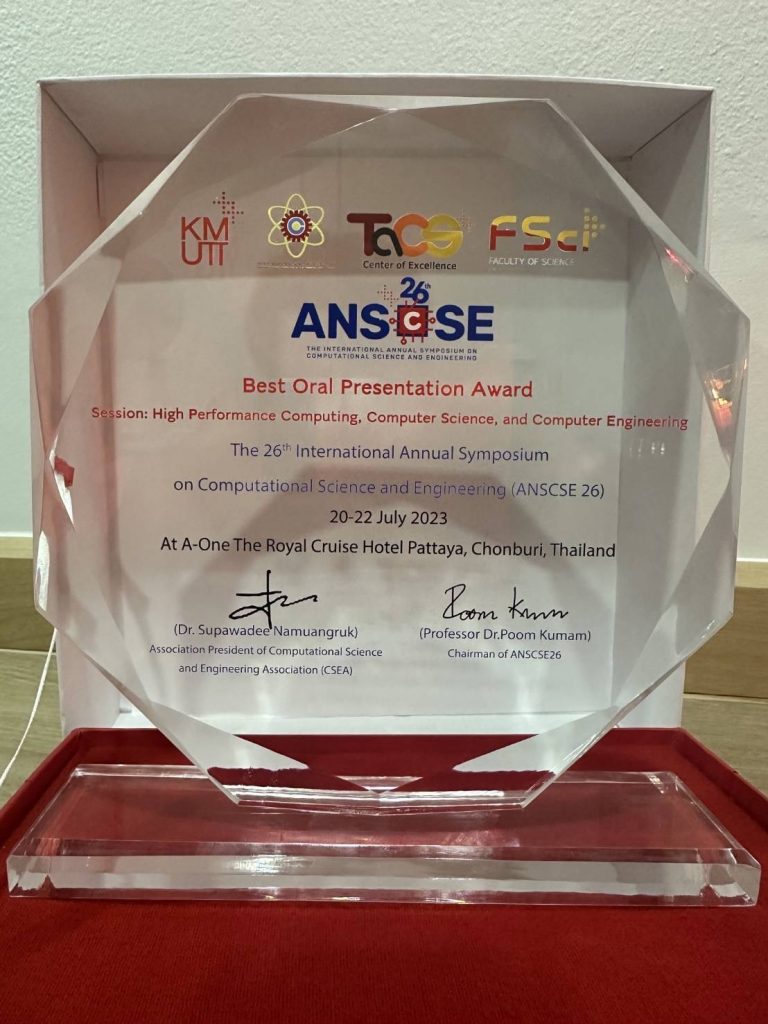 KM
UTT
C
TaCS
Center of Excellence
FSci
FACULTY OF SCIENCE
26th
ANSCSE
THE INTERNATIONAL ANNUAL SYMPOSIUM ON
COMPUTATIONAL SCIENCE AND ENGINEERING
Best Oral Presentation Award
Session: High Performance Computing, Computer Science, and Computer Engineering
The 26th International Annual Symposium
on Computational Science and Engineering (ANSCSE 26)
20-22 July 2023
At A-One The Royal Cruise Hotel Pattaya, Chonburi, Thailand
Poom Kumam
(Dr. Supawadee Namuangruk)
(Professor Dr.Poom Kumam)
Association President of Computational Science
and Engineering Association (CSEA)
Chairman of ANSCSE26